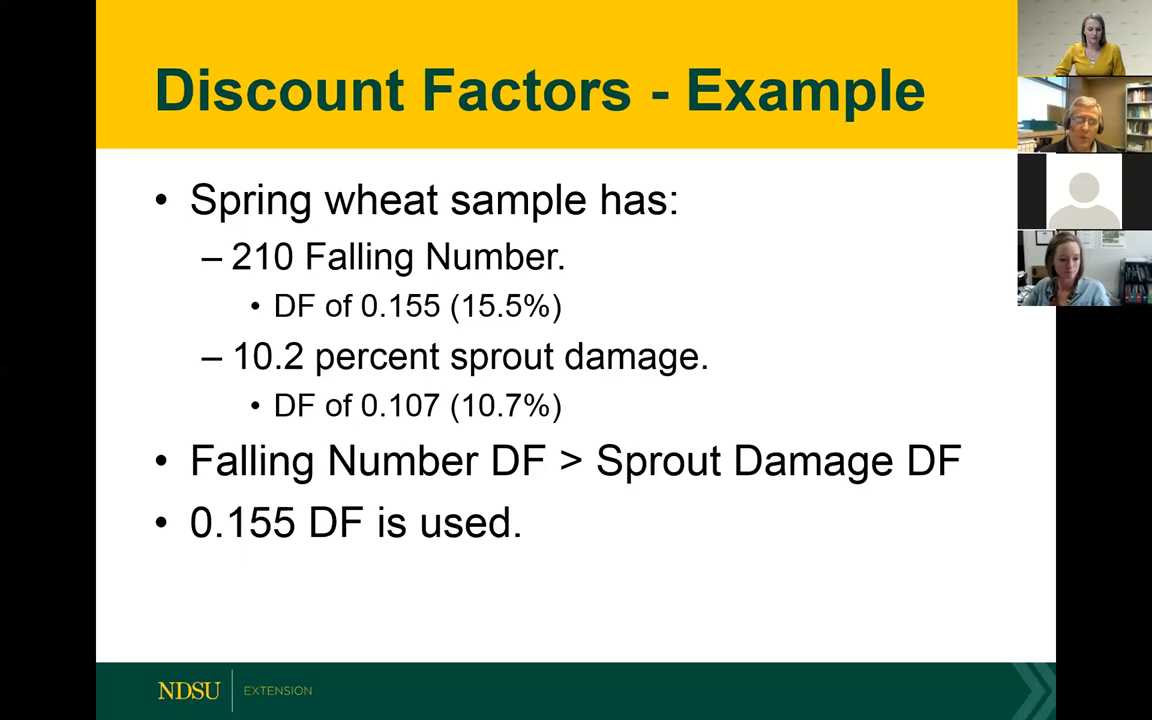 Discount Factors - Example
• Spring wheat sample has:
– 210 Falling Number.
• DF of 0.155 (15.5%)
– 10.2 percent sprout damage.
• DF of 0.107 (10.7%)
• Falling Number DF > Sprout Damage DF
• 0.155 DF is used.
NDSU EXTENSION